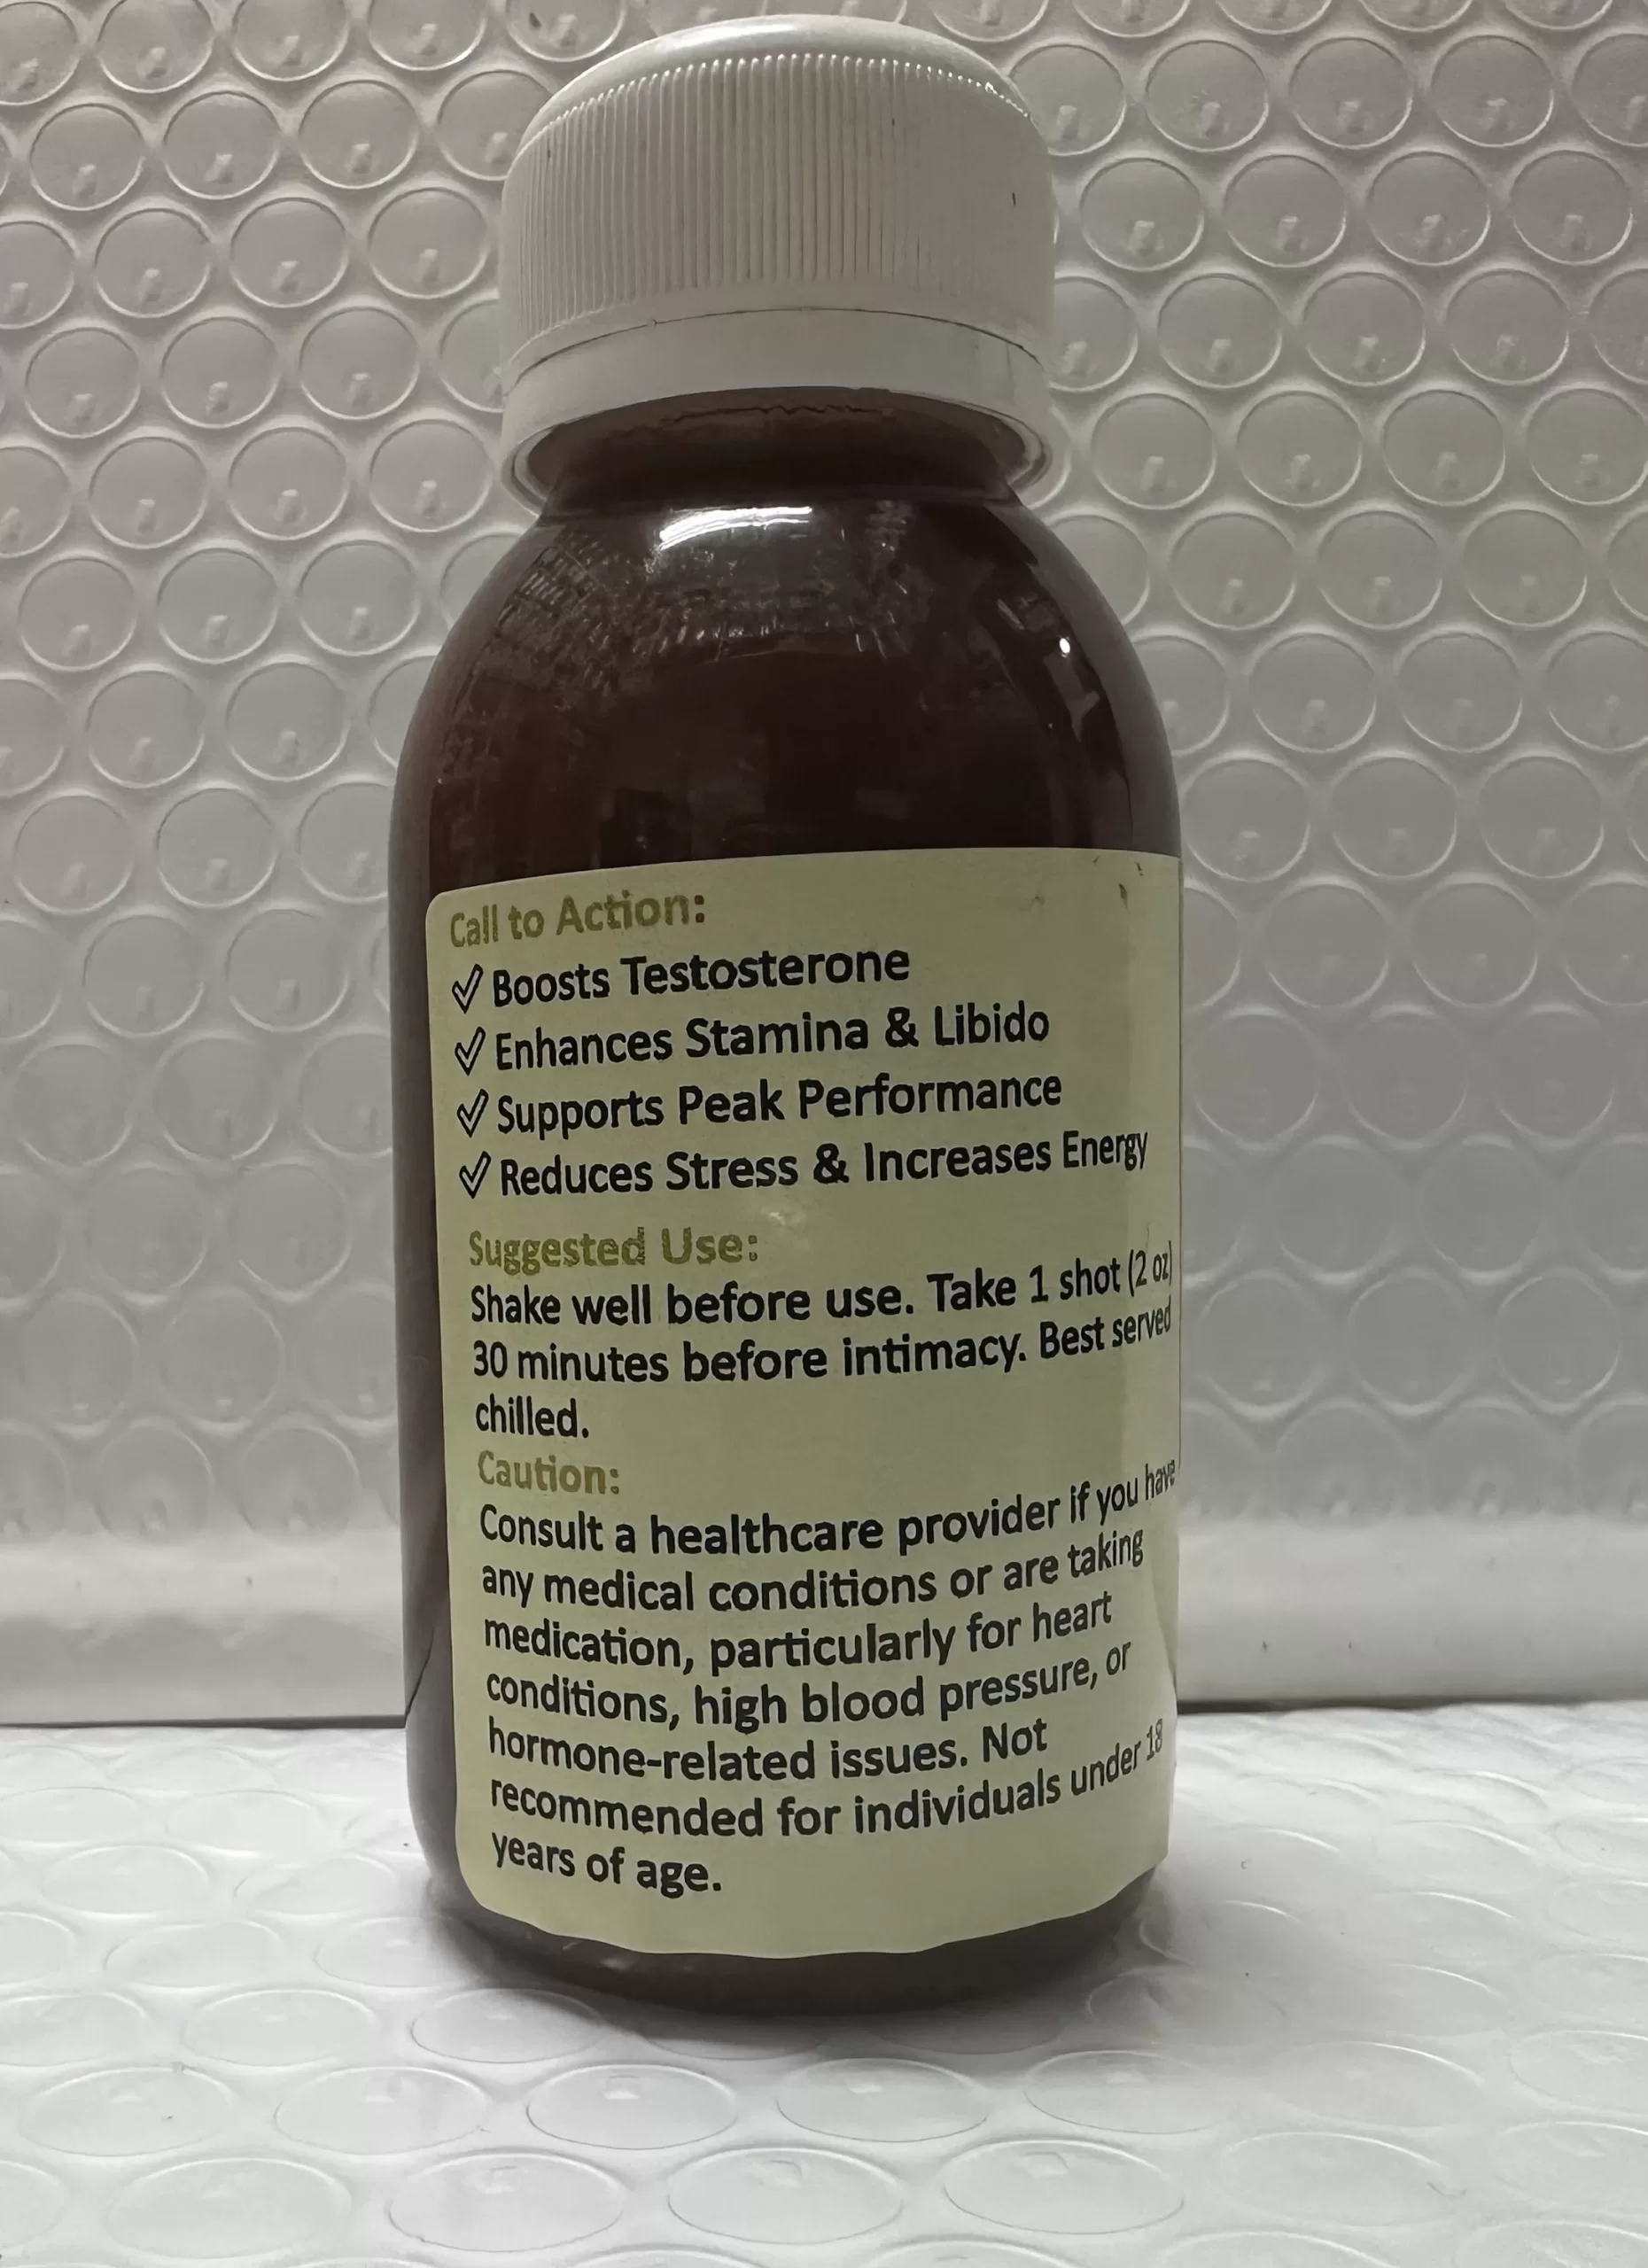 Call to Action:
✓ Boosts Testosterone
✓ Enhances Stamina & Libido
✓ Supports Peak Performance
✓ Reduces Stress & Increases Energy
Suggested Use:
Shake well before use. Take 1 shot (2 oz)
30 minutes before intimacy. Best served
chilled.
Caution:
Consult a healthcare provider if you have
any medical conditions or are taking
medication, particularly for heart
conditions, high blood pressure, or
hormone-related issues. Not
recommended for individuals under 18
years of age.